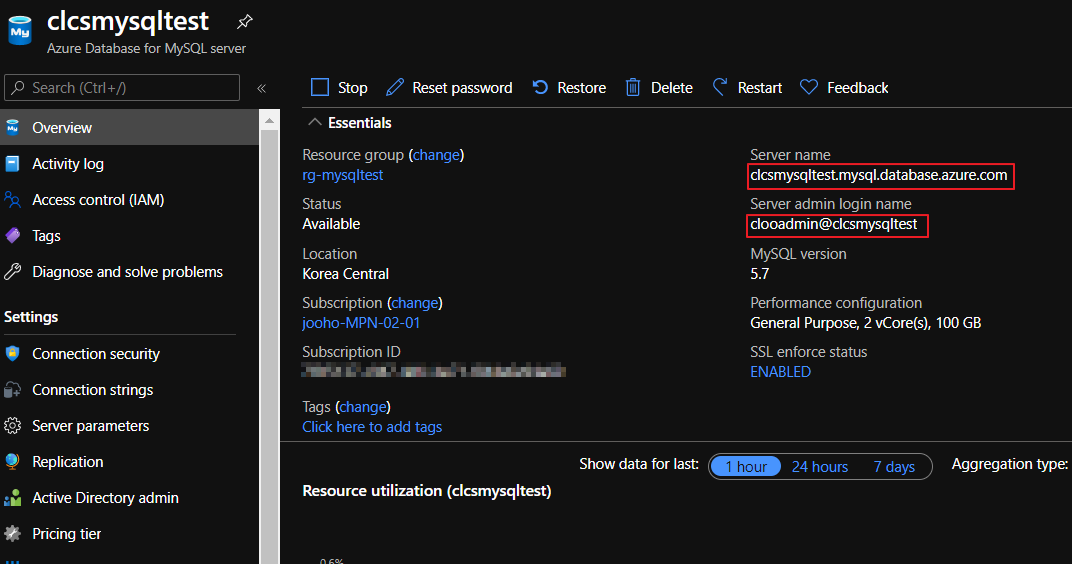 clcsmysqltest
Azure Database for MySQL server
Search (Ctrl+/)
«
Overview
Activity log
Access control (IAM)
Tags
Diagnose and solve problems
Settings
Connection security
Connection strings
Server parameters
Replication
Active Directory admin
Pricing tier
Stop
Reset password
Restore
Delete
Restart
Feedback
Essentials
Resource group (change)
rg-mysqltest
Status
Available
Location
Korea Central
Subscription (change)
jooho-MPN-02-01
Subscription ID
Tags (change)
Click here to add tags
Server name
clcsmysqltest.mysql.database.azure.com
Server admin login name
clooadmin@clcsmysqltest
MySQL version
5.7
Performance configuration
General Purpose, 2 vCore(s), 100 GB
SSL enforce status
ENABLED
Show data for last:
1 hour
24 hours
7 days
Aggregation type:
Resource utilization (clcsmysqltest)
0.6%